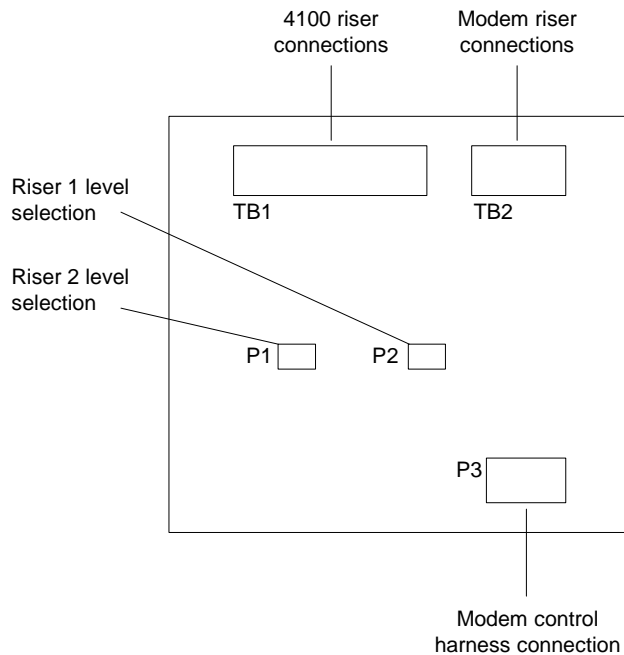 4100 riser
connections
Modem riser
connections
Riser 1 level
selection
TB1
TB2
Riser 2 level
selection
P1
P2
P3
Modem control
harness connection